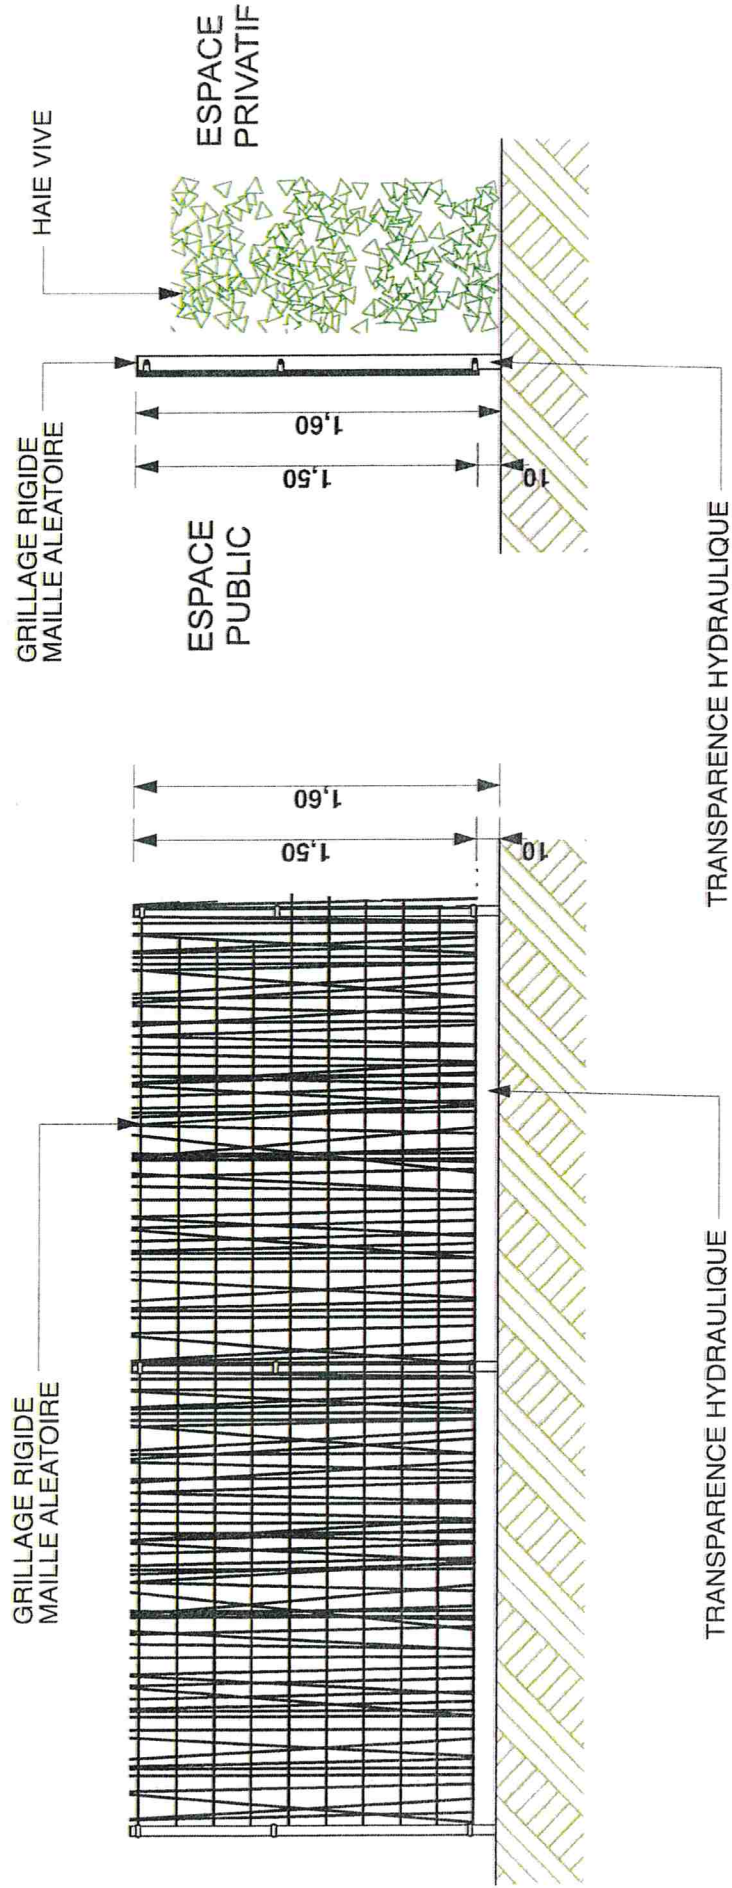 GRILLAGE RIGIDE
MAILLE ALEATOIRE
1,50
1,60
10
TRANSPARENCE HYDRAULIQUE
GRILLAGE RIGIDE
MAILLE ALEATOIRE
HAIE VIVE
ESPACE
PUBLIC
ESPACE
PRIVATIF
1,50
1,60
10
TRANSPARENCE HYDRAULIQUE